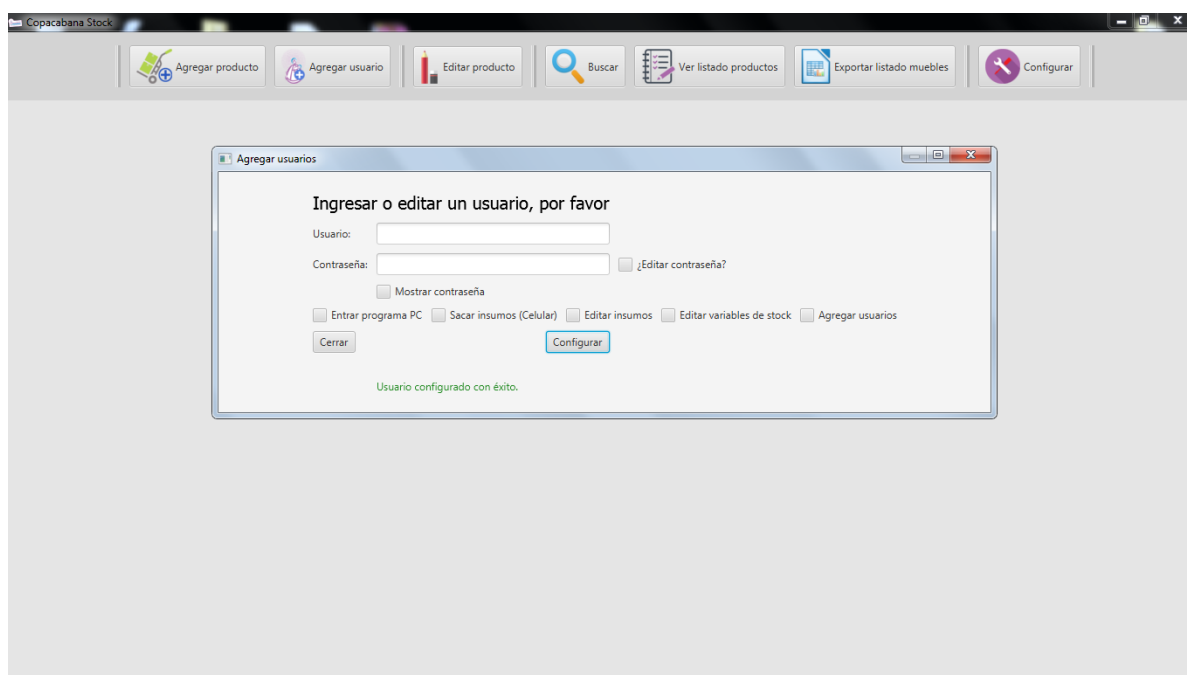 Copacabana Stock
Agregar producto Agregar usuario Editar producto Buscar Ver listado productos Exportar listado muebles Configurar
Agregar usuarios
Ingresar o editar un usuario, por favor
Usuario:
Contraseña: ¿Editar contraseña?
Mostrar contraseña
Entrar programa PC Sacar insumos (Celular) Editar insumos Editar variables de stock Agregar usuarios
Cerrar Configurar
Usuario configurado con éxito.